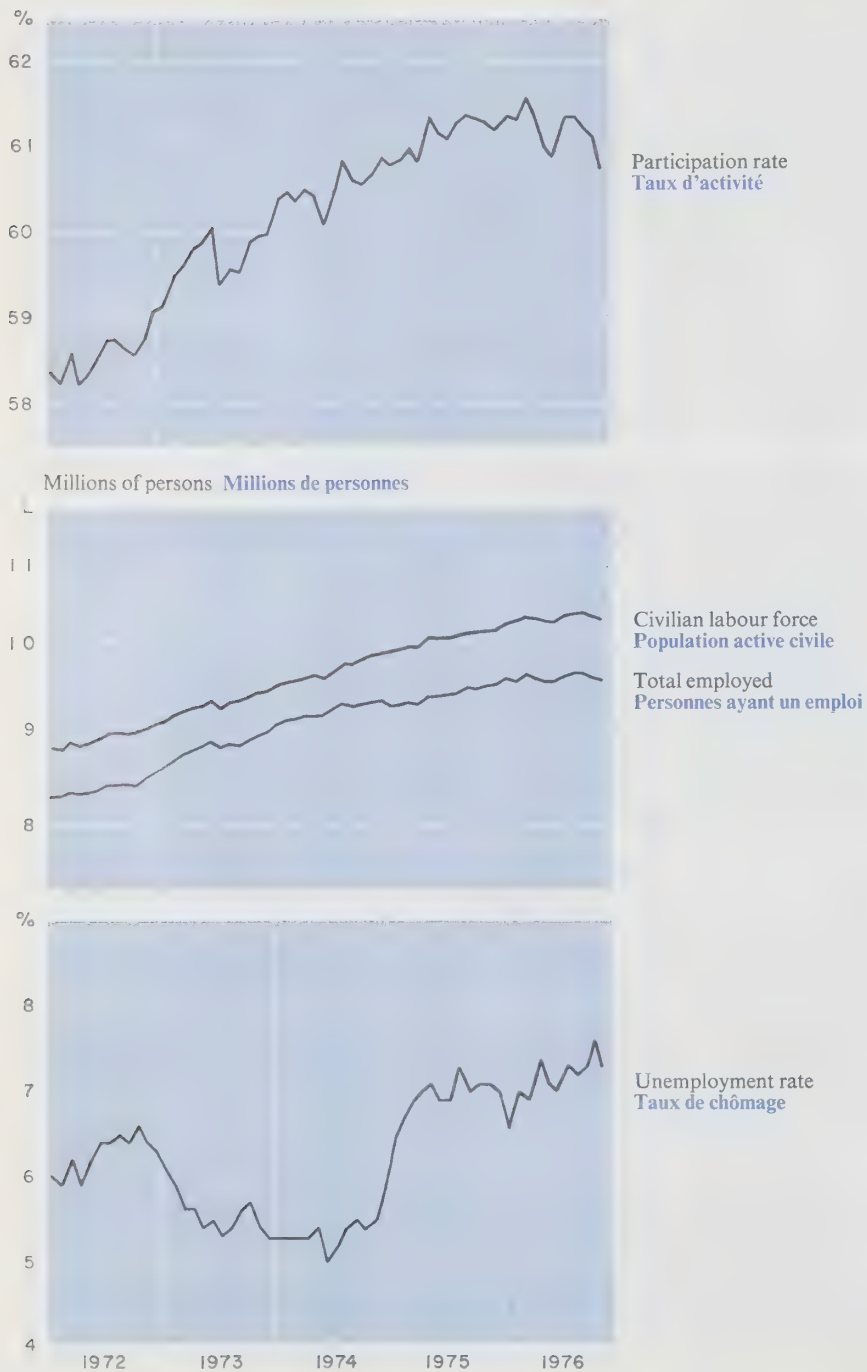 %
62
61
60
59
58
Participation rate
Taux d'activité
Millions of persons Millions de personnes
11
10
9
8
Civilian labour force
Population active civile
Total employed
Personnes ayant un emploi
%
8
7
6
5
4
Unemployment rate
Taux de chômage
1972 1973 1974 1975 1976